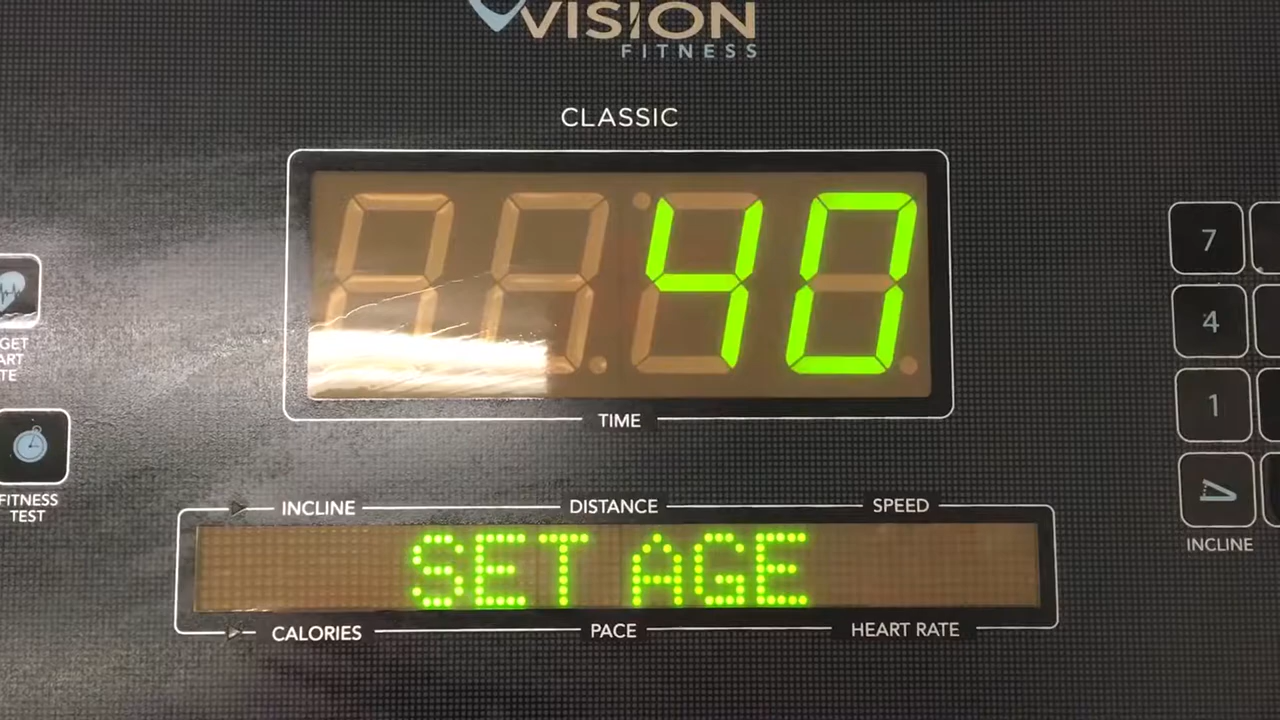 VISION
FITNESS
CLASSIC
40
TIME
7
4
1
INCLINE
FITNESS
TEST
INCLINE DISTANCE SPEED
SET AGE
CALORIES PACE HEART RATE